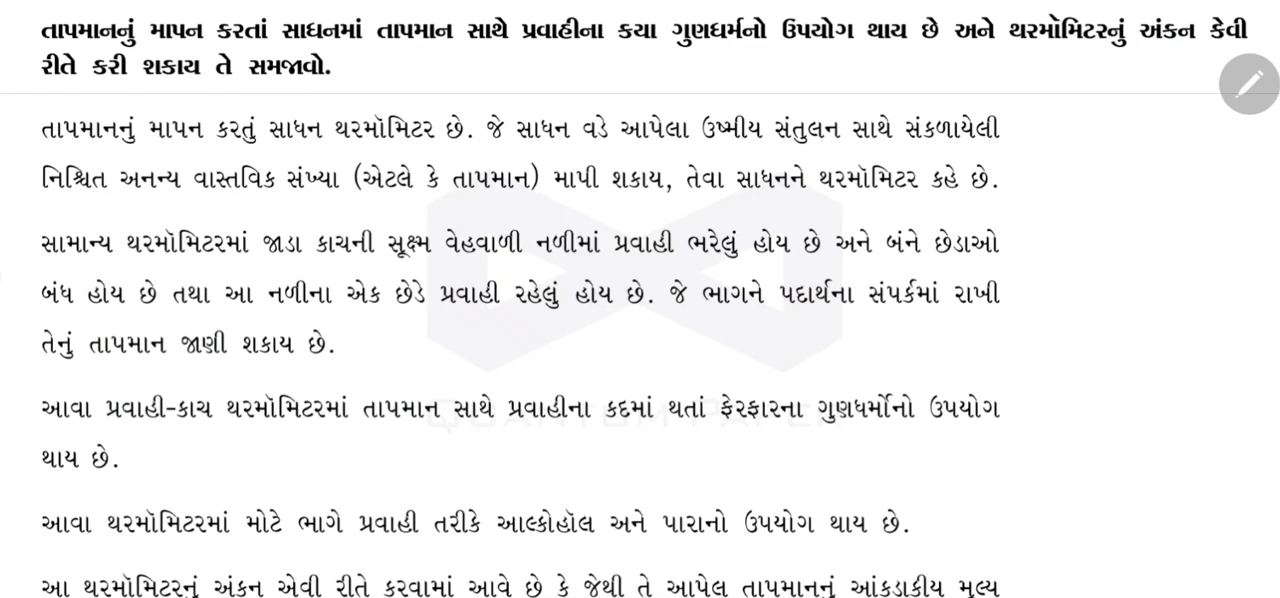 તાપમાનનું માપન કરતાં સાધનમાં તાપમાન સાથે પ્રવાહીના કયા ગુણધર્મનો ઉપયોગ થાય છે અને થરમૉમિટરનું અંકન કેવી
રીતે કરી શકાય તે સમજાવો.
તાપમાનનું માપન કરતું સાધન થરમૉમિટર છે. જે સાધન વડે આપેલા ઉષ્મીય સંતુલન સાથે સંકળાયેલી
નિશ્ચિત અનન્ય વાસ્તવિક સંખ્યા (એટલે કે તાપમાન) માપી શકાય, તેવા સાધનને થરમૉમિટર કહે છે.
સામાન્ય થરમૉમિટરમાં જાડા કાચની સૂક્ષ્મ વેહવાળી નળીમાં પ્રવાહી ભરેલું હોય છે અને બંને છેડાઓ
બંધ હોય છે તથા આ નળીના એક છેડે પ્રવાહી રહેલું હોય છે. જે ભાગને પદાર્થના સંપર્કમાં રાખી
તેનું તાપમાન જાણી શકાય છે.
આવા પ્રવાહી-કાચ થરમૉમિટરમાં તાપમાન સાથે પ્રવાહીના કદમાં થતાં ફેરફારના ગુણધર્મોનો ઉપયોગ
થાય છે.
આવા થરમૉમિટરમાં મોટે ભાગે પ્રવાહી તરીકે આલ્કોહૉલ અને પારાનો ઉપયોગ થાય છે.
આ થરમૉમિટરનું અંકન એવી રીતે કરવામાં આવે છે કે જેથી તે આપેલ તાપમાનનું આંકડાકીય મૂલ્ય